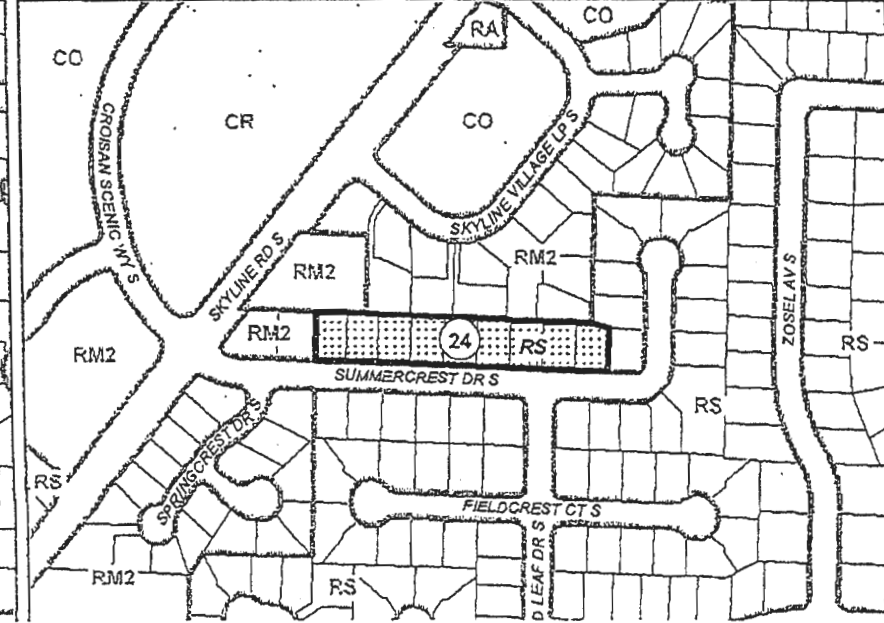 CO
RA
CO
CR
CO
CROISAN SCENIC WY S
SKYLINE VILLAGE LP S
SKYLINE RD S
RM2
RM2
ZOSEL AV S
RM2
RM2
24
RS
RS
SUMMERCREST DR S
RS
SPRINGCREST DR S
RS
FIELDCREST CT S
D LEAF DR S
RM2
RS